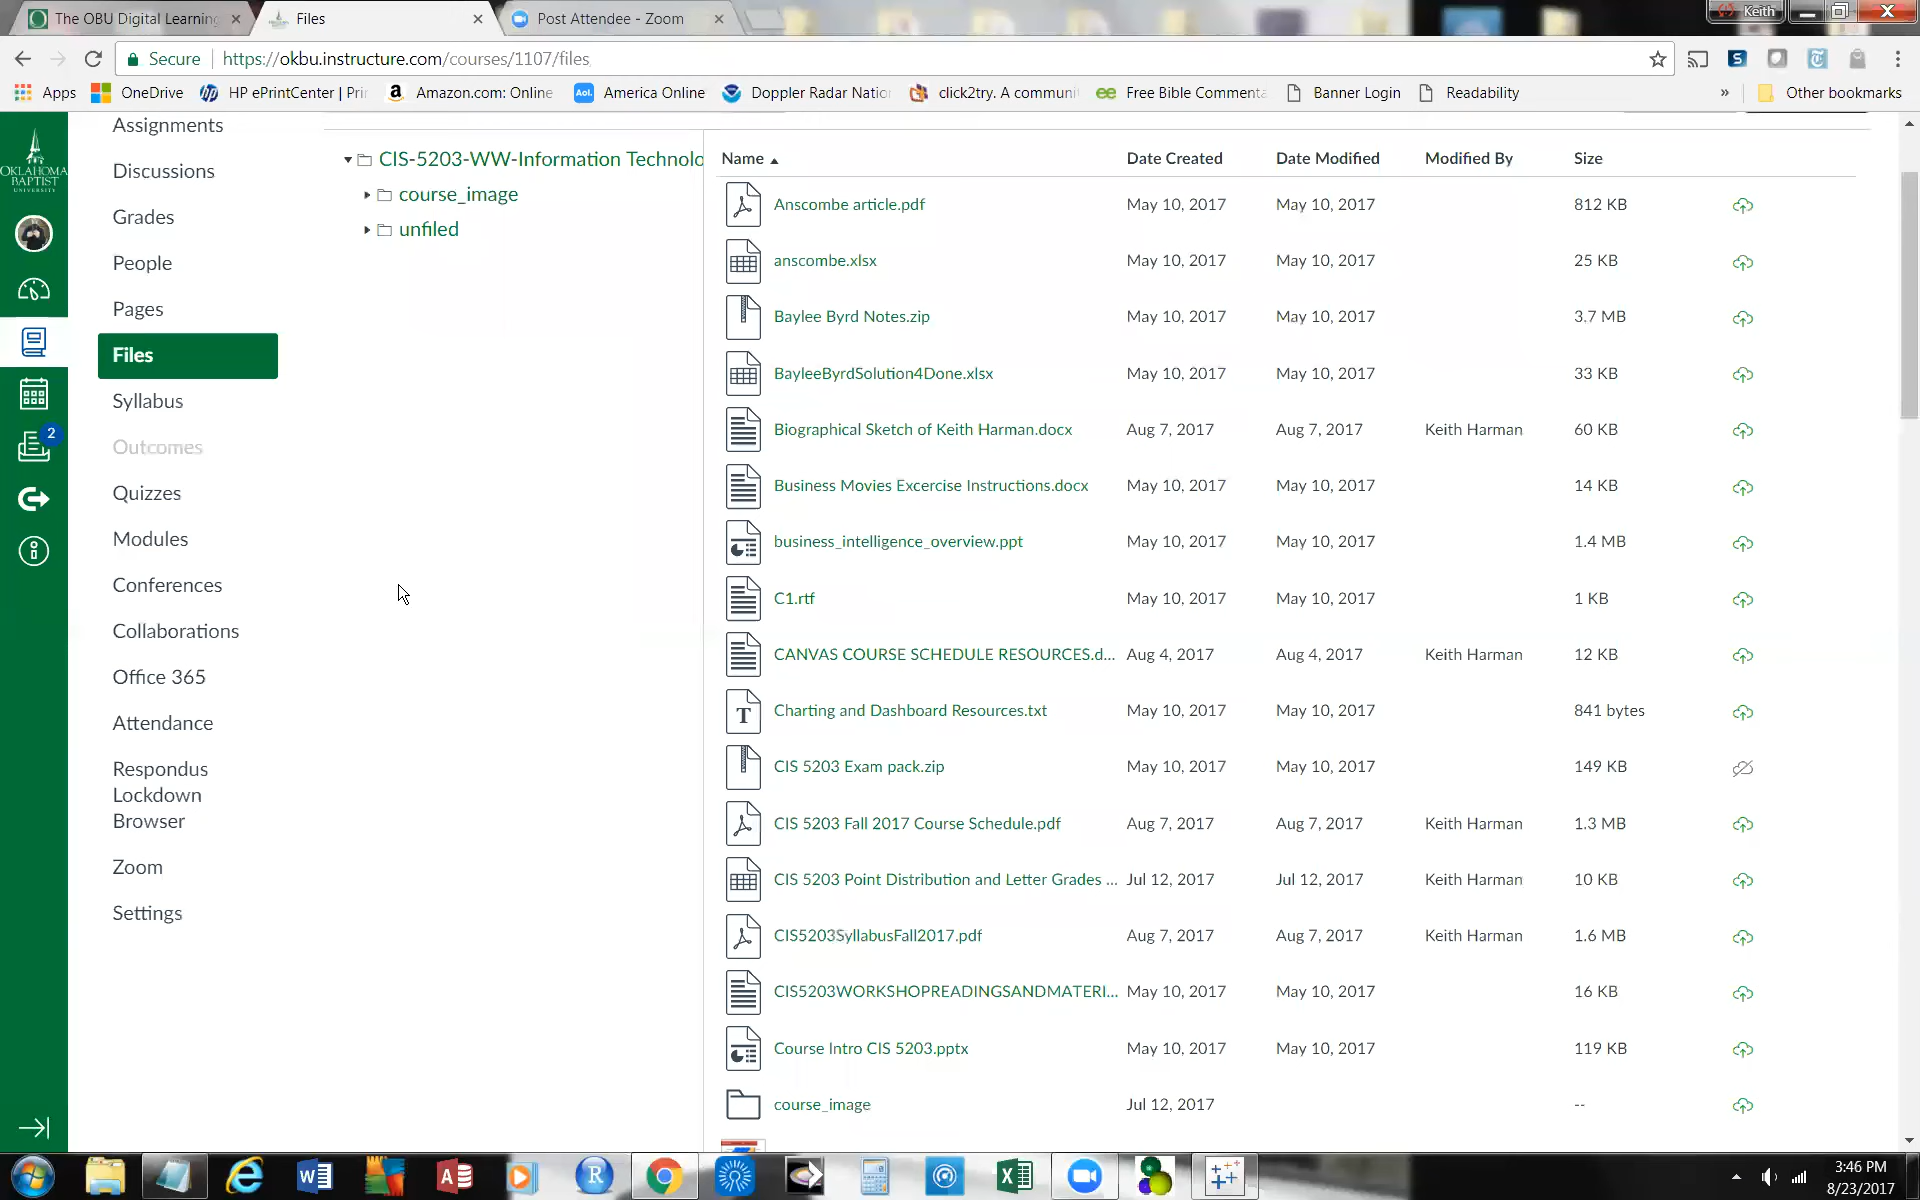 The OBU Digital Learning
Files
Post Attendee - Zoom
Keith
Secure
https://okbu.instructure.com/courses/1107/files
Apps
OneDrive
HP ePrintCenter | Prin
Amazon.com: Online
Aol.
America Online
Doppler Radar Natio
click2try. A communi
Free Bible Commenta
Banner Login
Readability
»
Other bookmarks
OKLAHOMA
BAPTIST
UNIVERSITY
2
Assignments
Discussions
Grades
People
Pages
Files
Syllabus
Outcomes
Quizzes
Modules
Conferences
Collaborations
Office 365
Attendance
Respondus
Lockdown
Browser
Zoom
Settings
CIS-5203-WW-Information Technolo
course_image
unfiled
Name Date Created Date Modified Modified By Size
Anscombe article.pdf May 10, 2017 May 10, 2017 812 KB
anscombe.xlsx May 10, 2017 May 10, 2017 25 KB
Baylee Byrd Notes.zip May 10, 2017 May 10, 2017 3.7 MB
BayleeByrdSolution4Done.xlsx May 10, 2017 May 10, 2017 33 KB
Biographical Sketch of Keith Harman.docx Aug 7, 2017 Aug 7, 2017 Keith Harman 60 KB
Business Movies Excercise Instructions.docx May 10, 2017 May 10, 2017 14 KB
business_intelligence_overview.ppt May 10, 2017 May 10, 2017 1.4 MB
C1.rtf May 10, 2017 May 10, 2017 1 KB
CANVAS COURSE SCHEDULE RESOURCES.d... Aug 4, 2017 Aug 4, 2017 Keith Harman 12 KB
Charting and Dashboard Resources.txt May 10, 2017 May 10, 2017 841 bytes
CIS 5203 Exam pack.zip May 10, 2017 May 10, 2017 149 KB
CIS 5203 Fall 2017 Course Schedule.pdf Aug 7, 2017 Aug 7, 2017 Keith Harman 1.3 MB
CIS 5203 Point Distribution and Letter Grades ... Jul 12, 2017 Jul 12, 2017 Keith Harman 10 KB
CIS5203SyllabusFall2017.pdf Aug 7, 2017 Aug 7, 2017 Keith Harman 1.6 MB
CIS5203WORKSHOPREADINGSANDMATERI... May 10, 2017 May 10, 2017 16 KB
Course Intro CIS 5203.pptx May 10, 2017 May 10, 2017 119 KB
course_image Jul 12, 2017 --
3:46 PM
8/23/2017